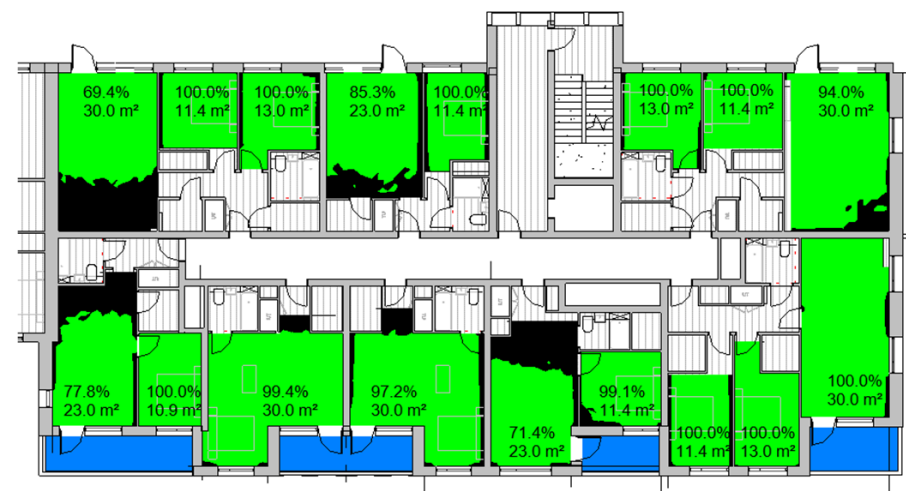 69.4%
30.0 m²
100.0%
11.4 m²
100.0%
13.0 m²
85.3%
23.0 m²
100.0%
11.4 m²
100.0%
13.0 m²
100.0%
11.4 m²
94.0%
30.0 m²
77.8%
23.0 m²
100.0%
10.9 m²
99.4%
30.0 m²
97.2%
30.0 m²
71.4%
23.0 m²
99.1%
11.4 m²
100.0%
11.4 m²
100.0%
13.0 m²
100.0%
30.0 m²